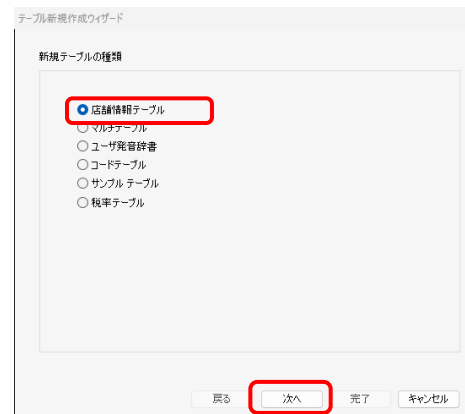 テーブル新規作成ウィザード
新規テーブルの種類
店舗情報テーブル
マルチテーブル
ユーザ発音辞書
コードテーブル
サンプル テーブル
税率テーブル
戻る 次へ 完了 キャンセル